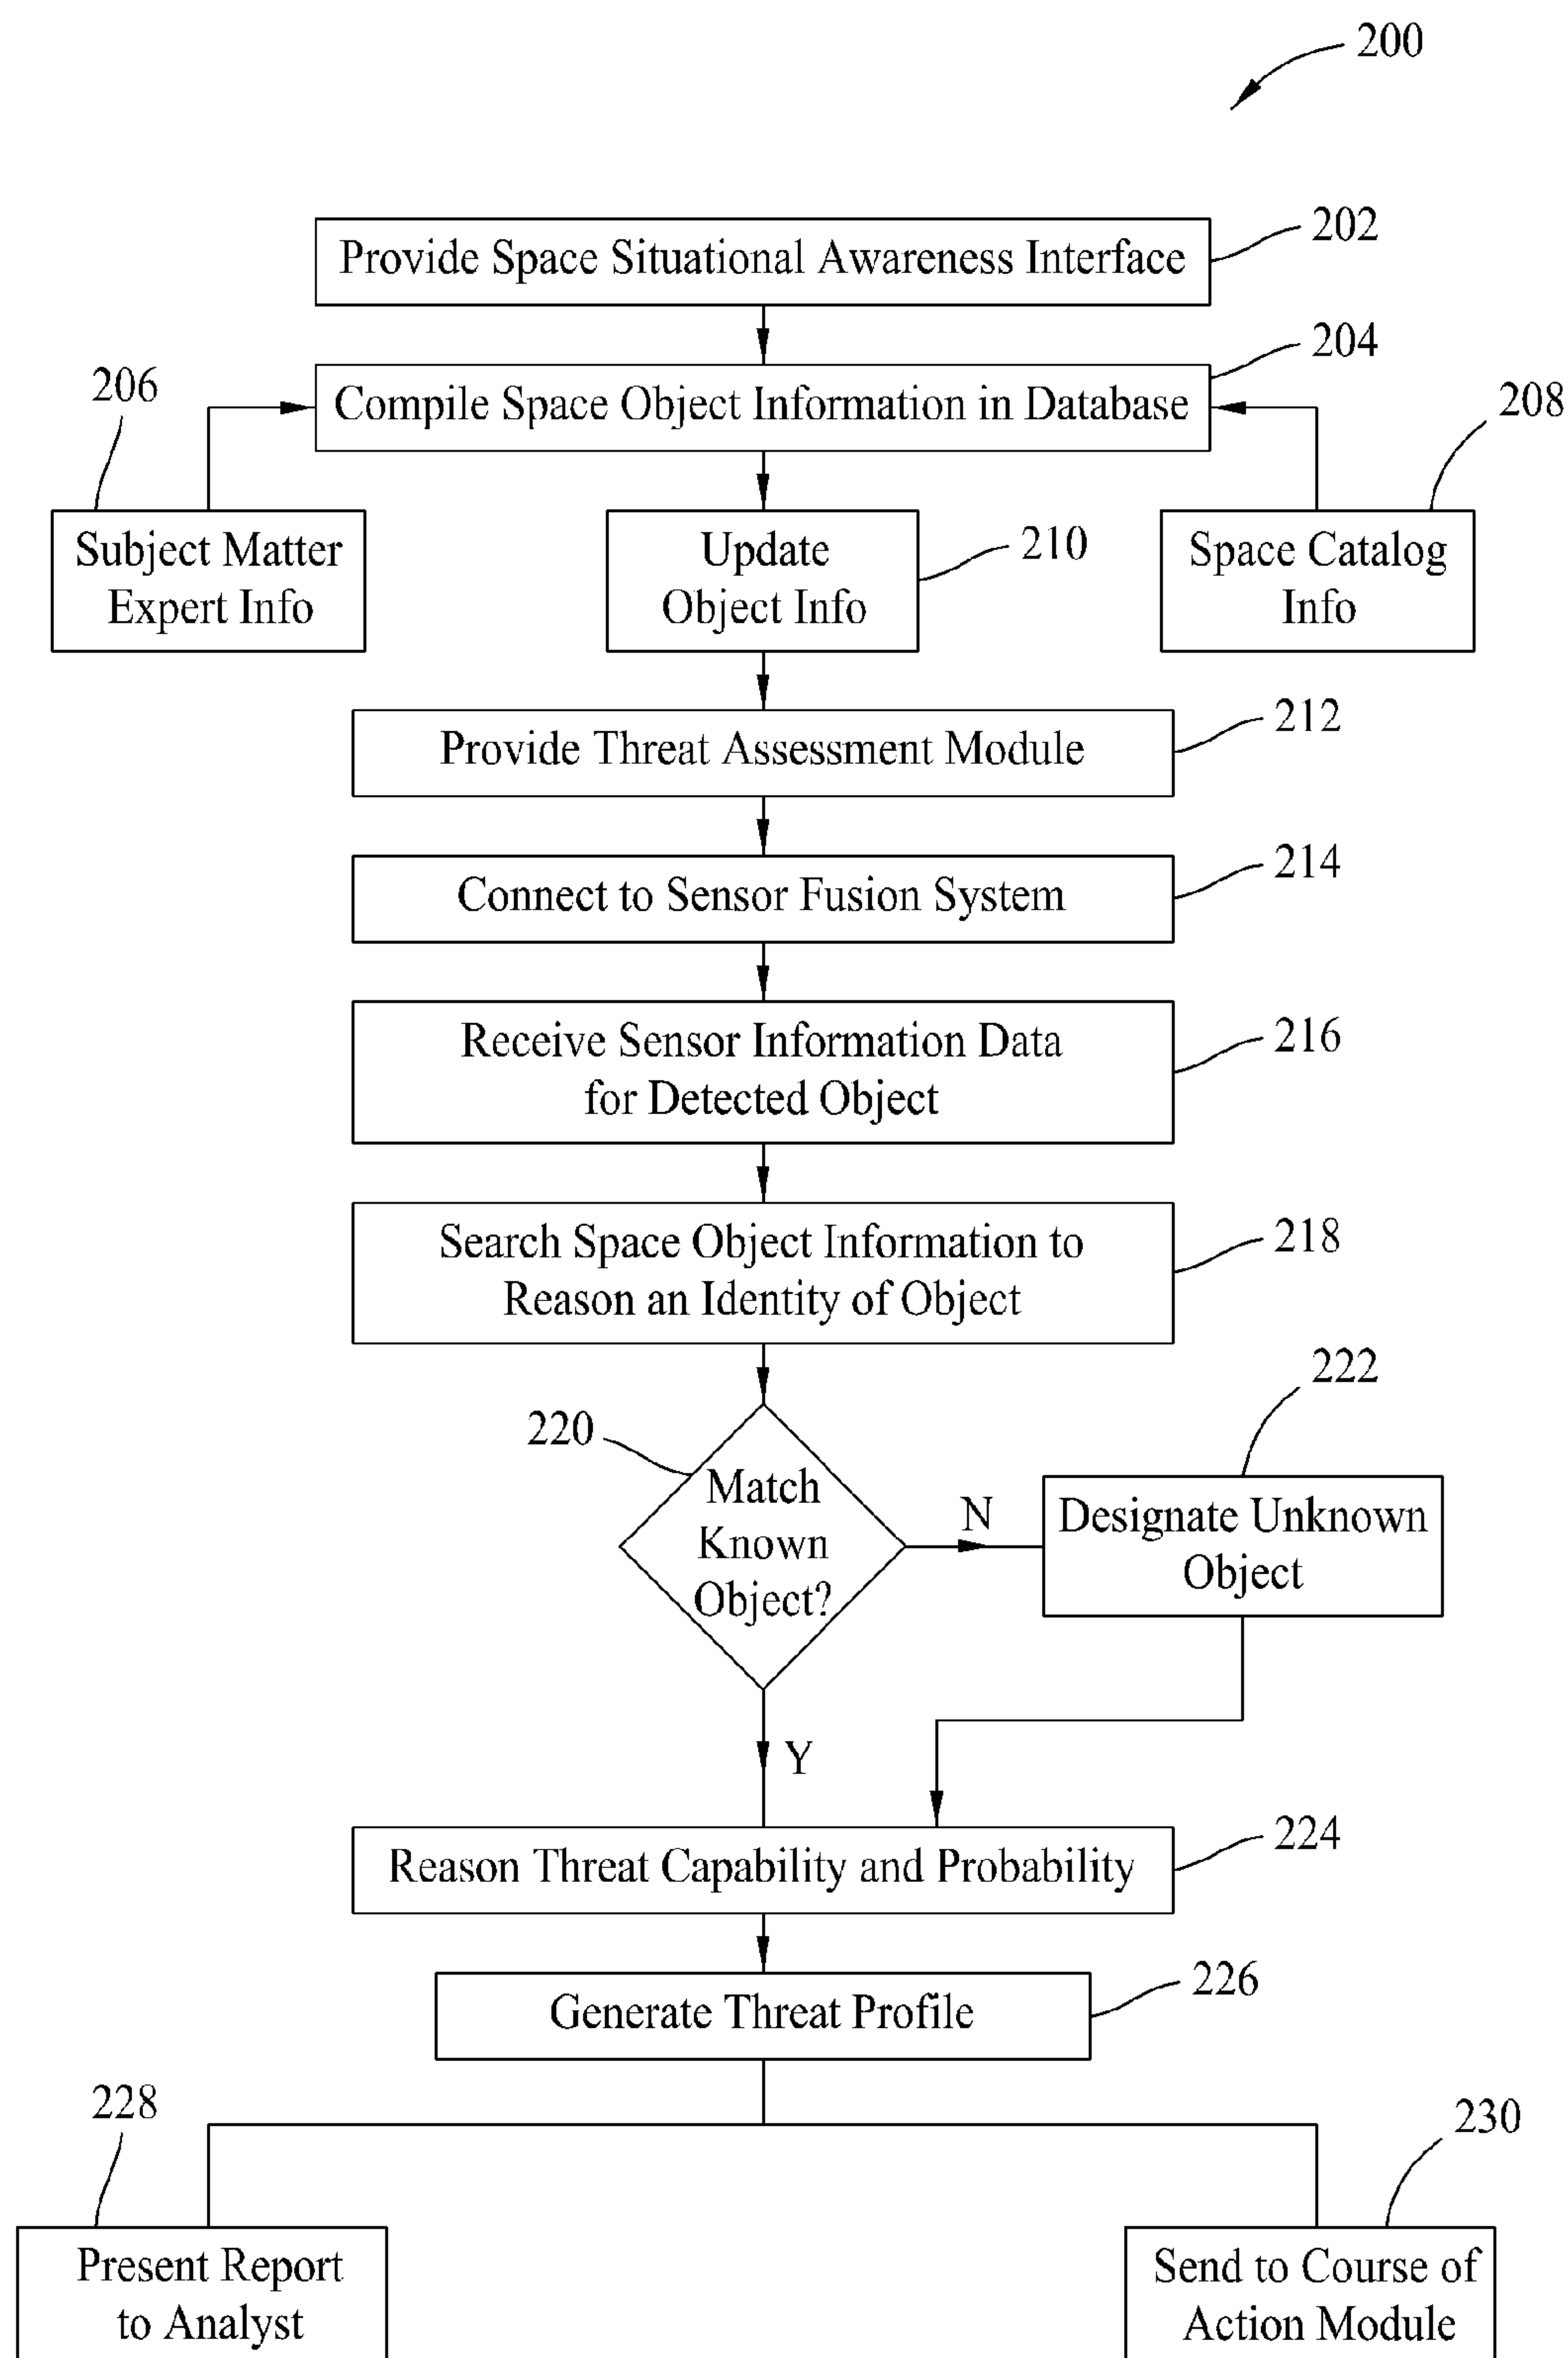 200
202
Provide Space Situational Awareness Interface
204
206
Compile Space Object Information in Database
208
Subject Matter
Expert Info
Update
Object Info
210
Space Catalog
Info
212
Provide Threat Assessment Module
214
Connect to Sensor Fusion System
216
Receive Sensor Information Data
for Detected Object
218
Search Space Object Information to
Reason an Identity of Object
222
220
Match
Known
Object?
N
Designate Unknown
Object
Y
224
Reason Threat Capability and Probability
226
Generate Threat Profile
228
230
Present Report
to Analyst
Send to Course of
Action Module